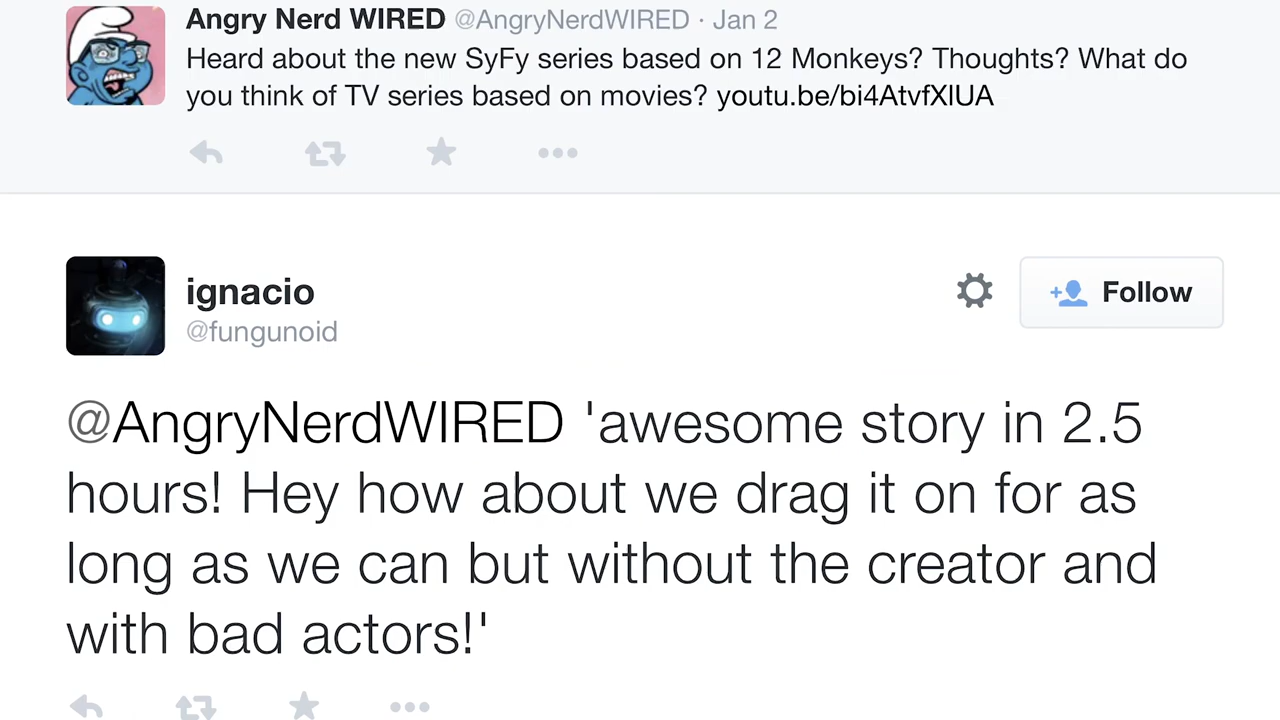 Angry Nerd WIRED @AngryNerdWIRED · Jan 2
Heard about the new SyFy series based on 12 Monkeys? Thoughts? What do
you think of TV series based on movies? youtu.be/bi4AtvfXlUA
ignacio
@fungunoid
Follow
@AngryNerdWIRED 'awesome story in 2.5
hours! Hey how about we drag it on for as
long as we can but without the creator and
with bad actors!'